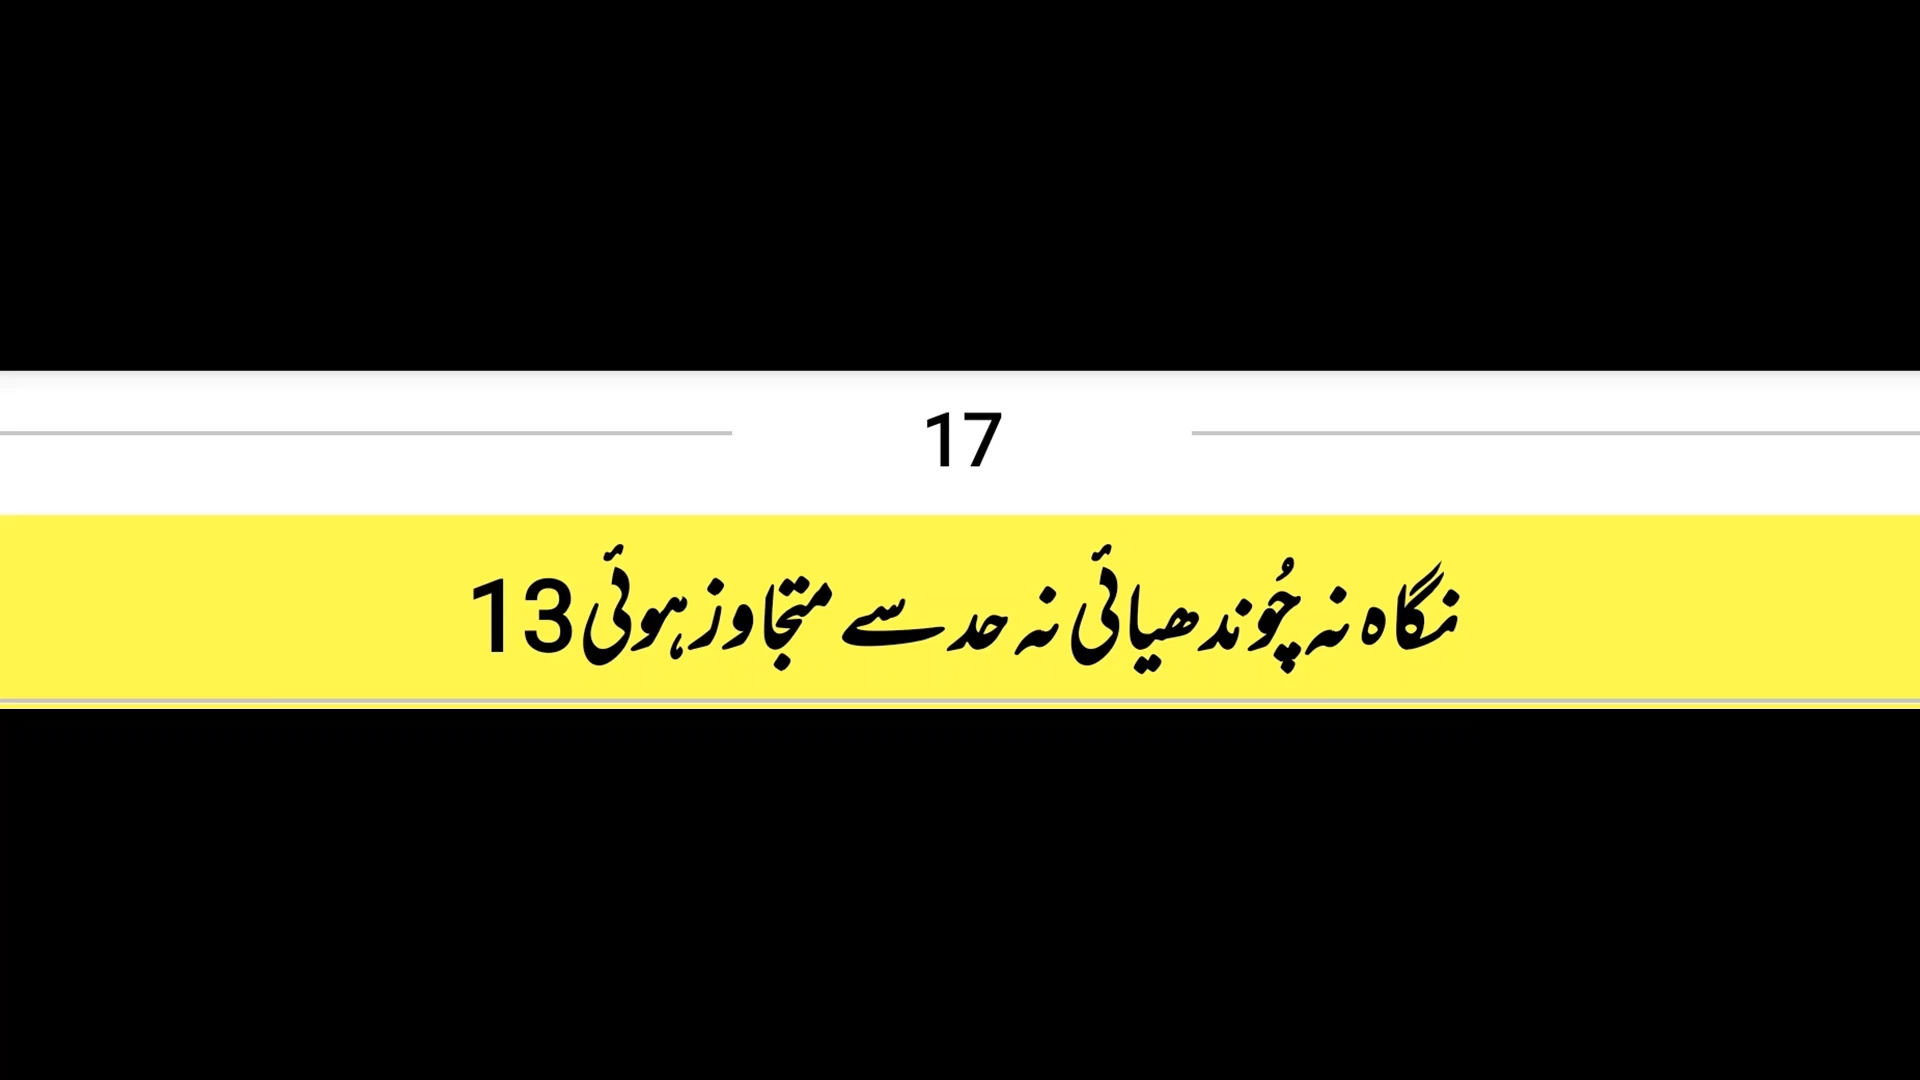 17
نگاہ نہ چُوندھیائی نہ حد سے متجاوز ہوئی 13